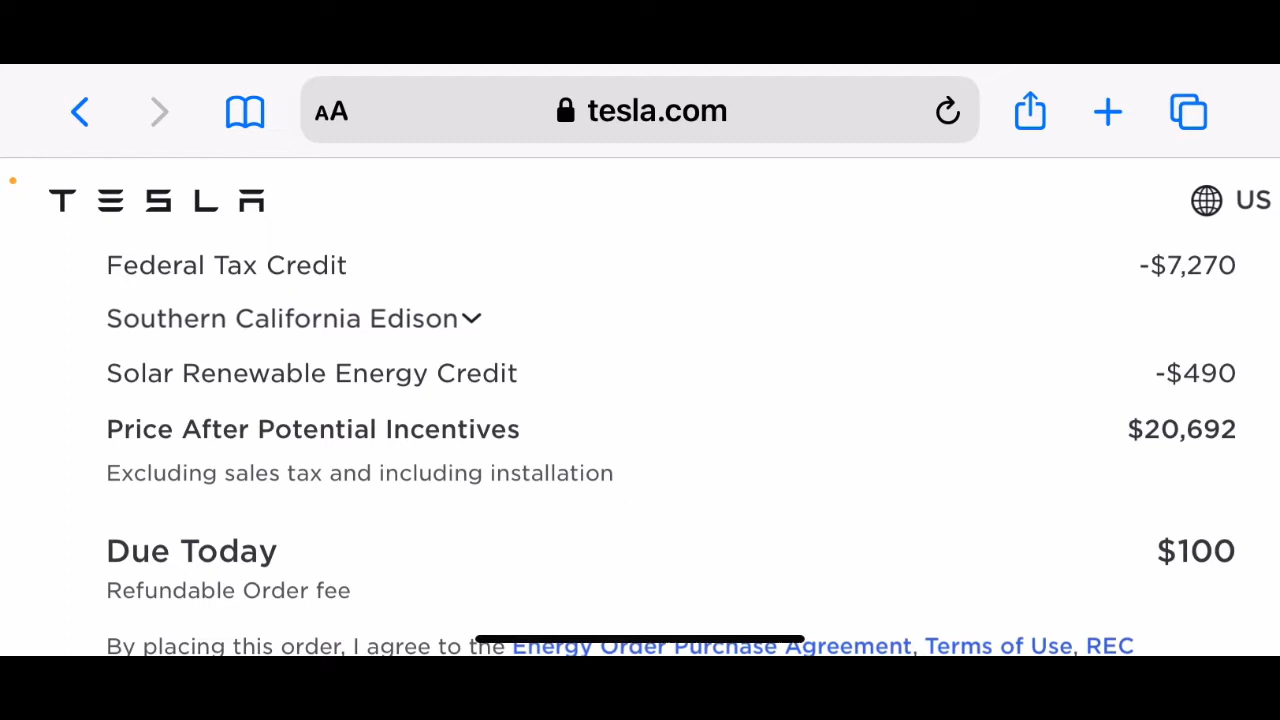 AA tesla.com
TESLA US
Federal Tax Credit -$7,270
Southern California Edison
Solar Renewable Energy Credit -$490
Price After Potential Incentives $20,692
Excluding sales tax and including installation
Due Today $100
Refundable Order fee
By placing this order, I agree to the Energy Order Purchase Agreement, Terms of Use, REC